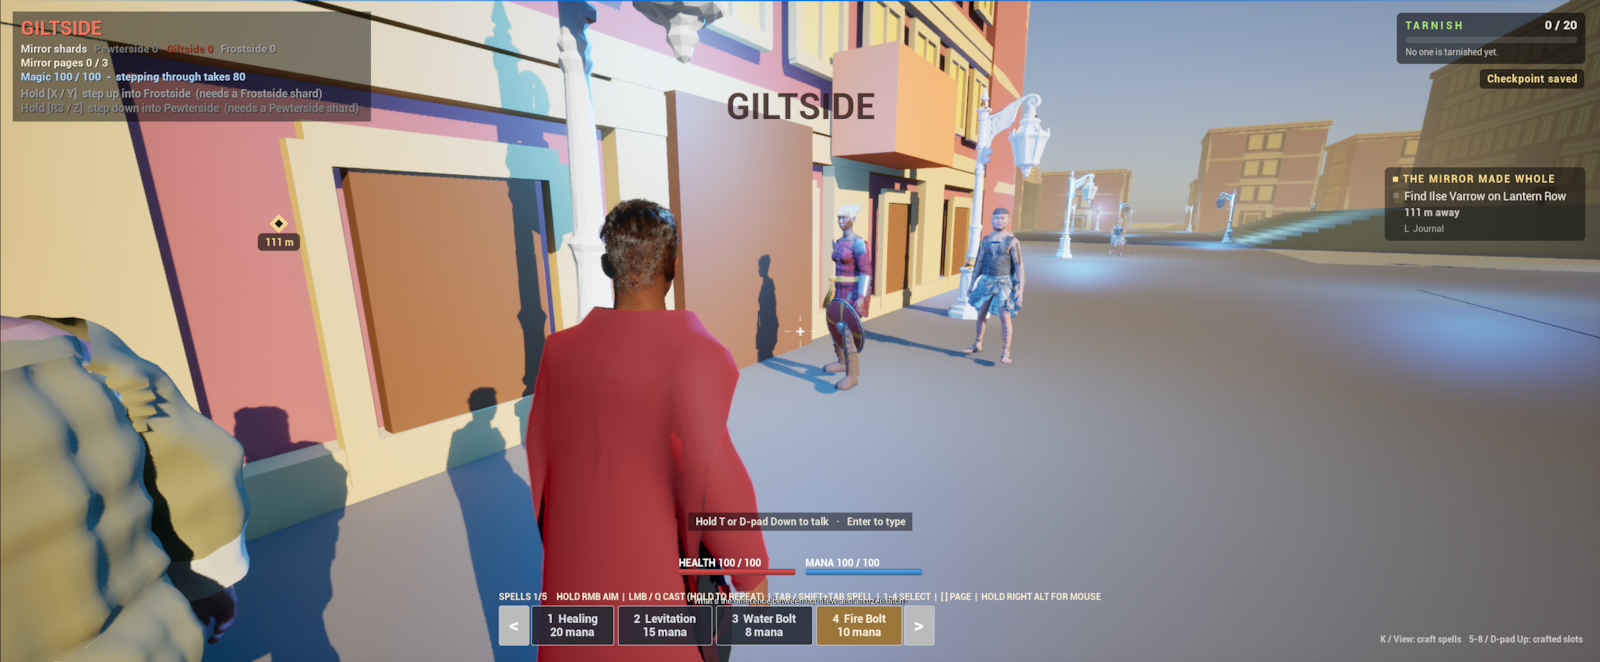 GILTSIDE
Mirror shards Pewterside 0 Giltside 0 Frostside 0
Mirror pages 0 / 3
Magic 100 / 100 - stepping through takes 80
Hold [X / Y] step up into Frostside (needs a Frostside shard)
Hold [R3 / Z] step down into Pewterside (needs a Pewterside shard)
GILTSIDE
TARNISH 0 / 20
No one is tarnished yet.
Checkpoint saved
THE MIRROR MADE WHOLE
Find Ilse Varrow on Lantern Row
111 m away
L Journal
111 m
Hold T or D-pad Down to talk · Enter to type
HEALTH 100 / 100 MANA 100 / 100
SPELLS 1/5 HOLD RMB AIM | LMB / Q CAST (HOLD TO REPEAT) | TAB / SHIFT+TAB SPELL | 1-4 SELECT | [ ] PAGE | HOLD RIGHT ALT FOR MOUSE
What's the difference between
< 1 Healing 2 Levitation 3 Water Bolt 4 Fire Bolt >
20 mana 15 mana 8 mana 10 mana
K / View: craft spells 5-8 / D-pad Up: crafted slots